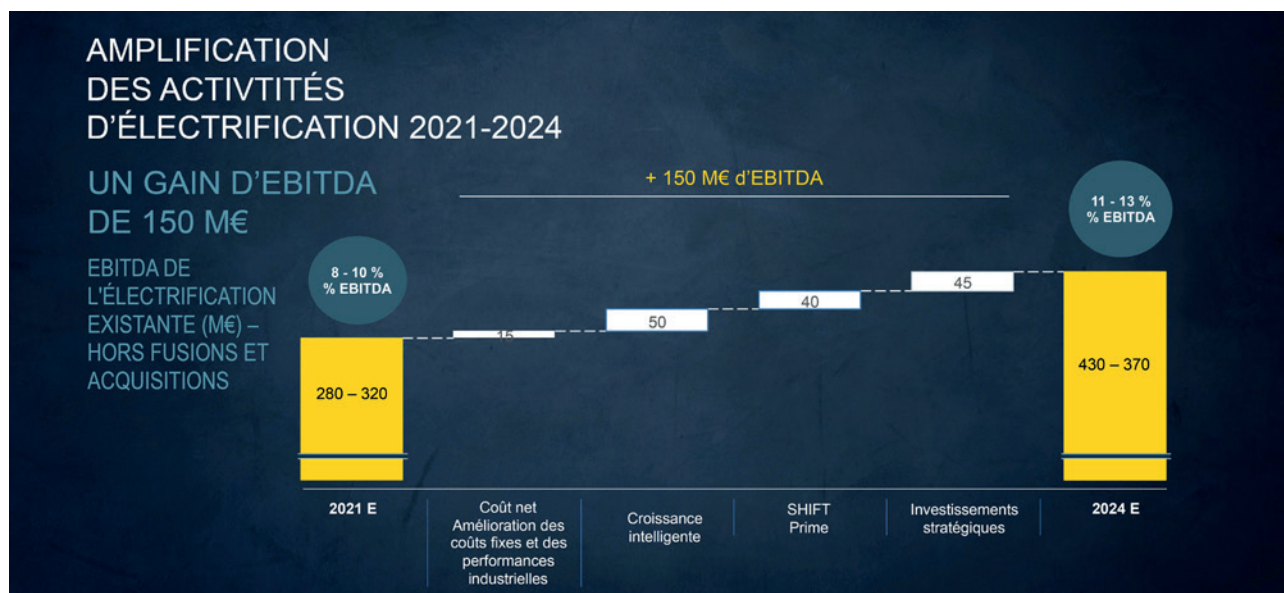 AMPLIFICATION
DES ACTIVTITÉS
D'ÉLECTRIFICATION 2021-2024
UN GAIN D'EBITDA
DE 150 M€
EBITDA DE
L'ÉLECTRIFICATION
EXISTANTE (M€) –
HORS FUSIONS ET
ACQUISITIONS
+ 150 M€ d'EBITDA
8 - 10 %
% EBITDA
11 - 13 %
% EBITDA
280 – 320
15
50
40
45
430 – 370
2021 E
Coût net
Amélioration des
coûts fixes et des
performances
industrielles
Croissance
intelligente
SHIFT
Prime
Investissements
stratégiques
2024 E